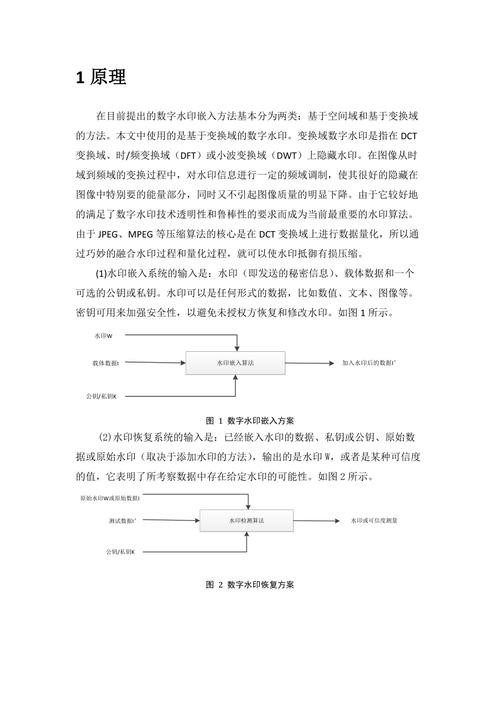 1 原理
在目前提出的数字水印嵌入方法基本分为两类：基于空间域和基于变换域
的方法。本文中使用的是基于变换域的数字水印。变换域数字水印是指在 DCT
变换域、时/频变换域（DFT）或小波变换域（DWT）上隐藏水印。在图像从时
域到频域的变换过程中，对水印信息进行一定的频域调制，使其很好的隐藏在
图像中特别要的能量部分，同时又不引起图像质量的明显下降。由于它较好地
的满足了数字水印技术透明性和鲁棒性的要求而成为当前最重要的水印算法。
由于 JPEG、MPEG 等压缩算法的核心是在 DCT 变换域上进行数据量化，所以通
过巧妙的融合水印过程和量化过程，就可以使水印抵御有损压缩。
(1)水印嵌入系统的输入是：水印（即发送的秘密信息）、载体数据和一个
可选的公钥或私钥。水印可以是任何形式的数据，比如数值、文本、图像等。
密钥可用来加强安全性，以避免未授权方恢复和修改水印。如图 1 所示。
水印W
载体数据I
水印嵌入算法
加入水印后的数据I'
公钥/私钥K
图 1 数字水印嵌入方案
(2)水印恢复系统的输入是：已经嵌入水印的数据、私钥或公钥、原始数
据或原始水印（取决于添加水印的方法），输出的是水印 W，或者是某种可信度
的值，它表明了所考察数据中存在给定水印的可能性。如图 2 所示。
原始水印W或原始数据I
测试数据I'
水印检测算法
水印或可信度测量
公钥/私钥K
图 2 数字水印恢复方案